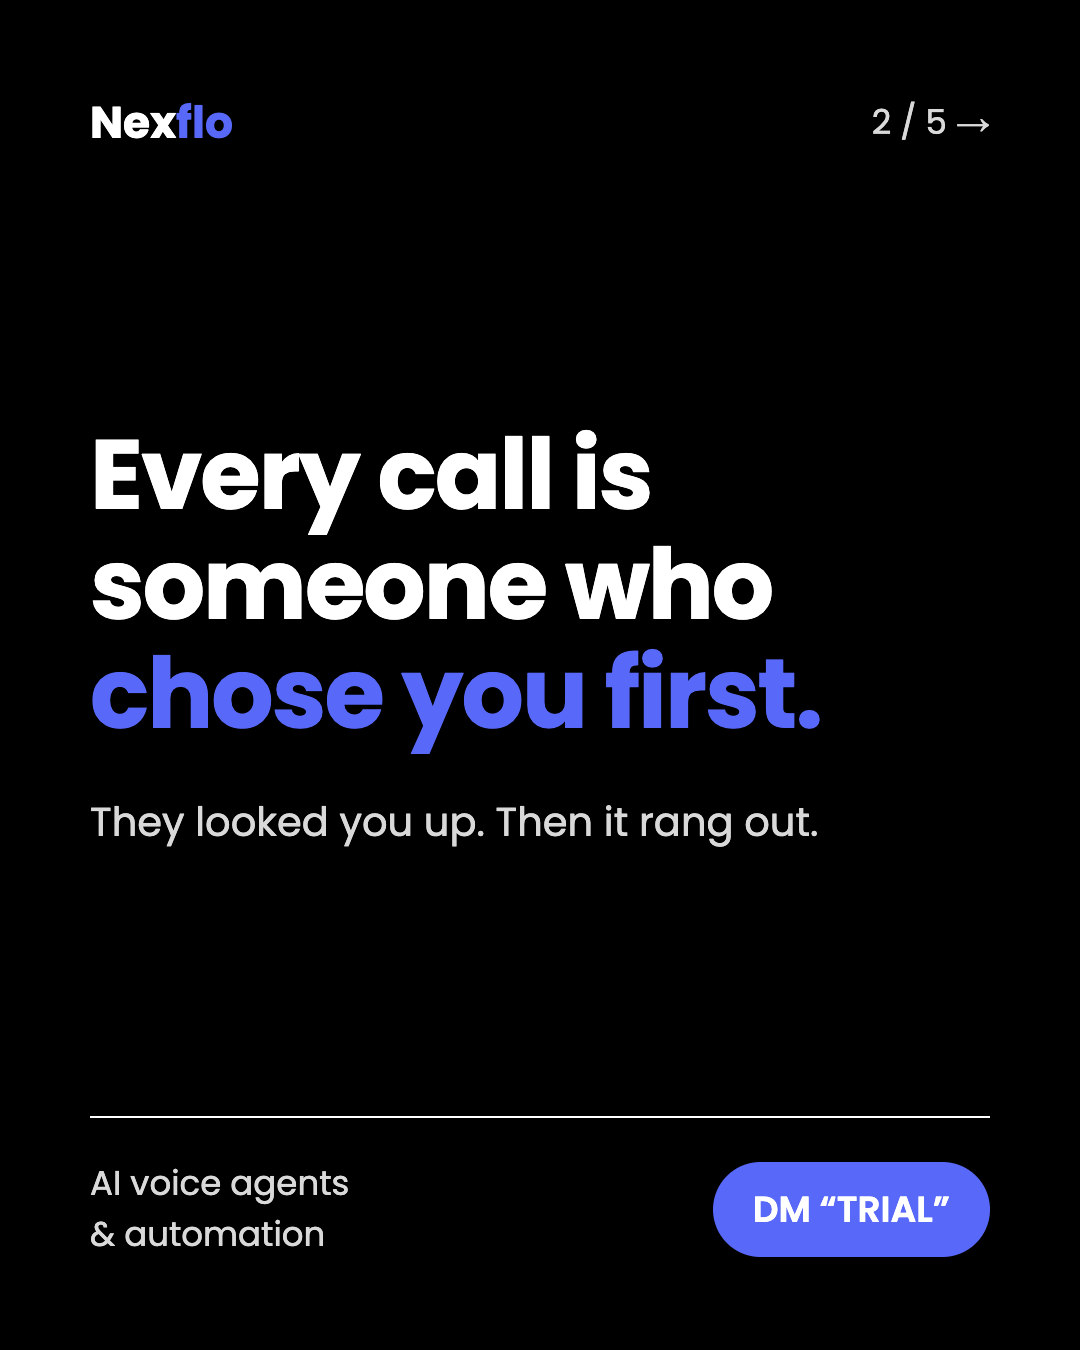 Nexflo
2 / 5 →
Every call is
someone who
chose you first.
They looked you up. Then it rang out.
AI voice agents
& automation
DM “TRIAL”